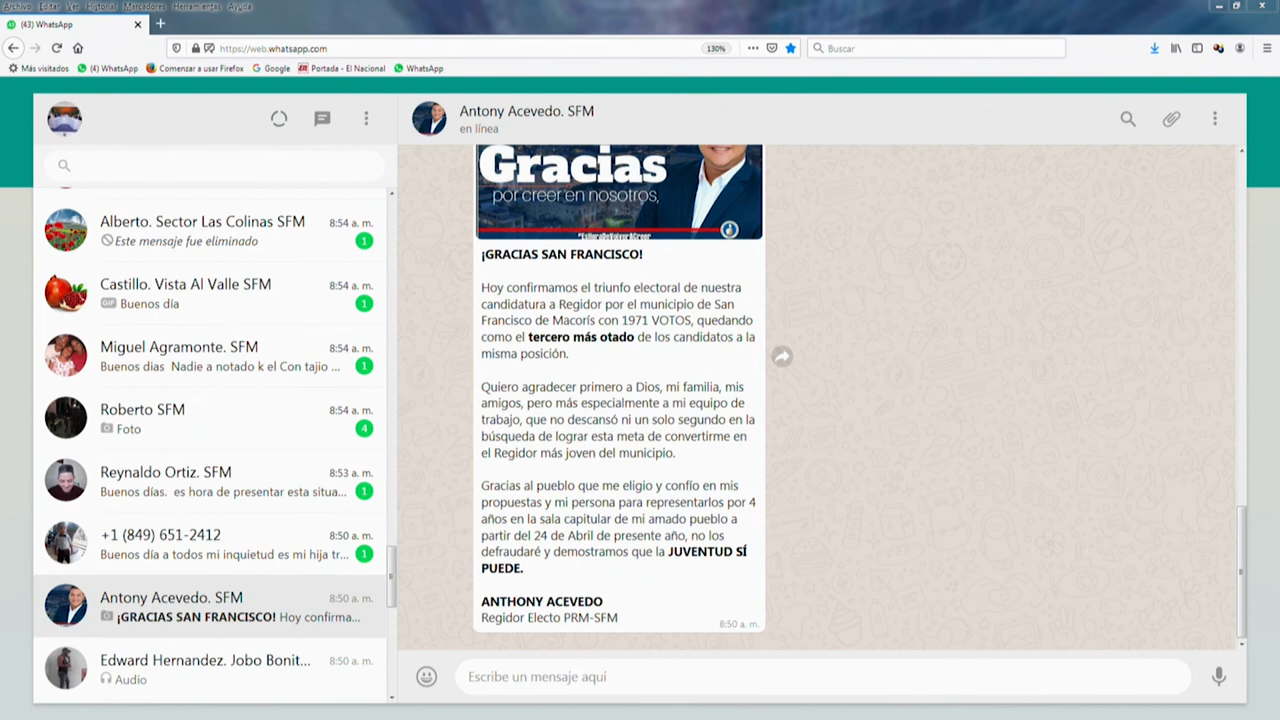 Archivo Editar Ver Historial Marcadores Herramientas Ayuda
(43) WhatsApp
https://web.whatsapp.com
130%
Buscar
Más visitados
(4) WhatsApp
Comenzar a usar Firefox
Google
Portada - El Nacional
WhatsApp
Antony Acevedo. SFM
en línea
Alberto. Sector Las Colinas SFM 8:54 a. m.
Este mensaje fue eliminado 1
Castillo. Vista Al Valle SFM 8:54 a. m.
GIF Buenos día 1
Miguel Agramonte. SFM 8:54 a. m.
Buenos dias Nadie a notado k el Con tajio ... 1
Roberto SFM 8:54 a. m.
Foto 4
Reynaldo Ortiz. SFM 8:53 a. m.
Buenos días. es hora de presentar esta situa... 1
+1 (849) 651-2412 8:50 a. m.
Buenos día a todos mi inquietud es mi hija tr... 1
Antony Acevedo. SFM 8:50 a. m.
¡GRACIAS SAN FRANCISCO! Hoy confirma...
Edward Hernandez. Jobo Bonit... 8:50 a. m.
Audio
Gracias
por creer en nosotros,
#EsHoraDeVolverACreer
¡GRACIAS SAN FRANCISCO!
Hoy confirmamos el triunfo electoral de nuestra
candidatura a Regidor por el municipio de San
Francisco de Macorís con 1971 VOTOS, quedando
como el tercero más otado de los candidatos a la
misma posición.
Quiero agradecer primero a Dios, mi familia, mis
amigos, pero más especialmente a mi equipo de
trabajo, que no descansó ni un solo segundo en la
búsqueda de lograr esta meta de convertirme en
el Regidor más joven del municipio.
Gracias al pueblo que me eligio y confío en mis
propuestas y mi persona para representarlos por 4
años en la sala capitular de mi amado pueblo a
partir del 24 de Abril de presente año, no los
defraudaré y demostramos que la JUVENTUD SÍ
PUEDE.
ANTHONY ACEVEDO
Regidor Electo PRM-SFM
8:50 a. m.
Escribe un mensaje aquí